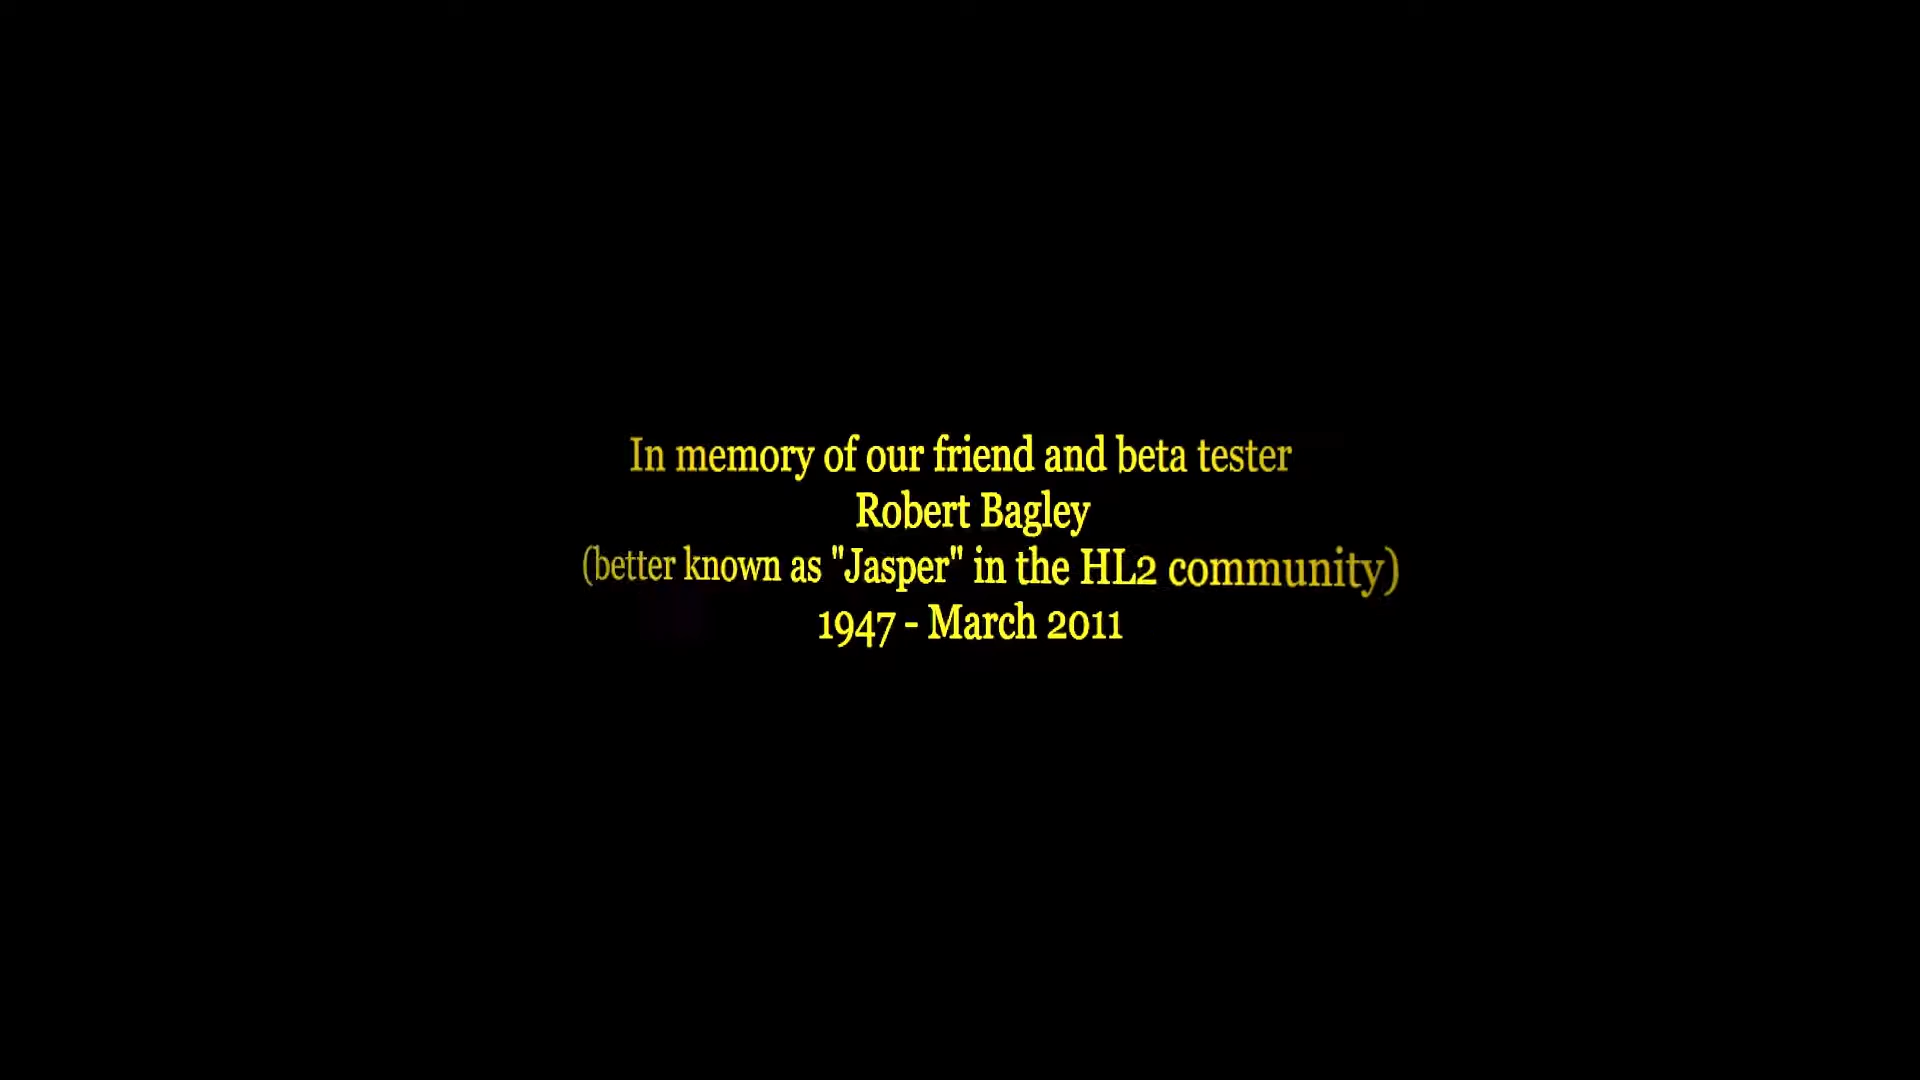 In memory of our friend and beta tester
Robert Bagley
(better known as "Jasper" in the HL2 community)
1947 - March 2011